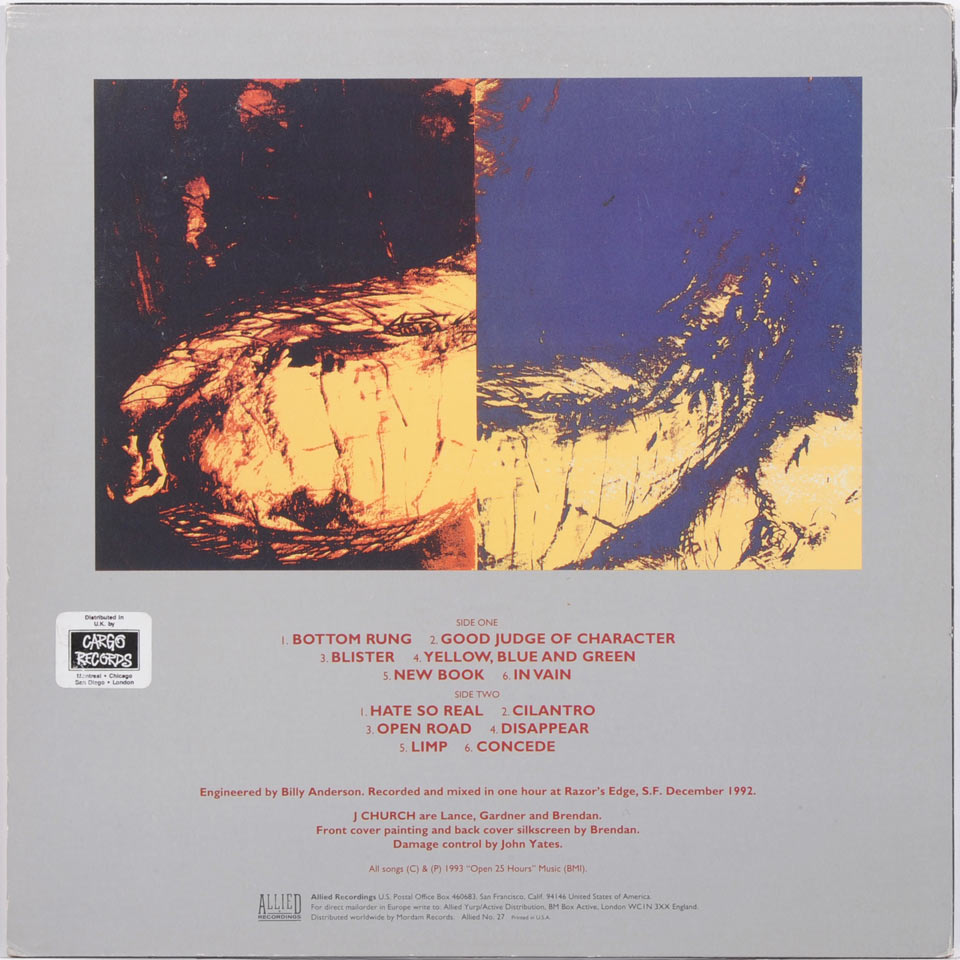 Distributed in
U.K. by
CARGO
RECORDS
Montreal • Chicago
San Diego • London
SIDE ONE
1. BOTTOM RUNG 2. GOOD JUDGE OF CHARACTER
3. BLISTER 4. YELLOW, BLUE AND GREEN
5. NEW BOOK 6. IN VAIN
SIDE TWO
1. HATE SO REAL 2. CILANTRO
3. OPEN ROAD 4. DISAPPEAR
5. LIMP 6. CONCEDE
Engineered by Billy Anderson. Recorded and mixed in one hour at Razor's Edge, S.F. December 1992.
J CHURCH are Lance, Gardner and Brendan.
Front cover painting and back cover silkscreen by Brendan.
Damage control by John Yates.
All songs (C) & (P) 1993 "Open 25 Hours" Music (BMI).
ALLIED
RECORDINGS
Allied Recordings U.S. Postal Office Box 460683, San Francisco, Calif. 94146 United States of America.
For direct mailorder in Europe write to: Allied Yurp/Active Distribution, BM Box Active, London WC1N 3XX England.
Distributed worldwide by Mordam Records. Allied No. 27 Printed in U.S.A.